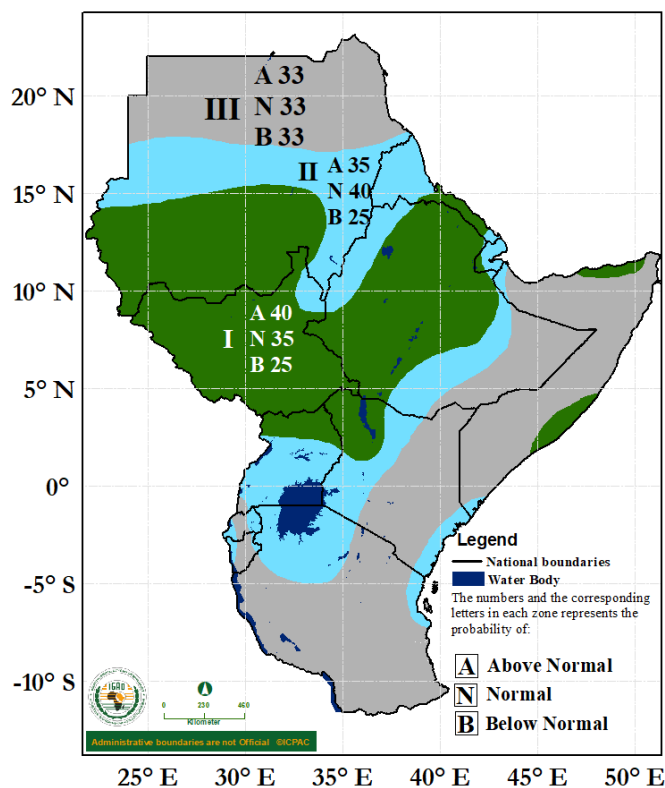 20° N
15° N
10° N
5° N
0°
-5° S
-10° S
25° E
30° E
35° E
40° E
45° E
50° E
III
A 33
N 33
B 33
II
A 35
N 40
B 25
I
A 40
N 35
B 25
Legend
National boundaries
Water Body
The numbers and the corresponding
letters in each zone represents the
probability of:
A Above Normal
N Normal
B Below Normal
IGAD
0 230 460
Kilometer
Administrative boundaries are not Official ©ICPAC